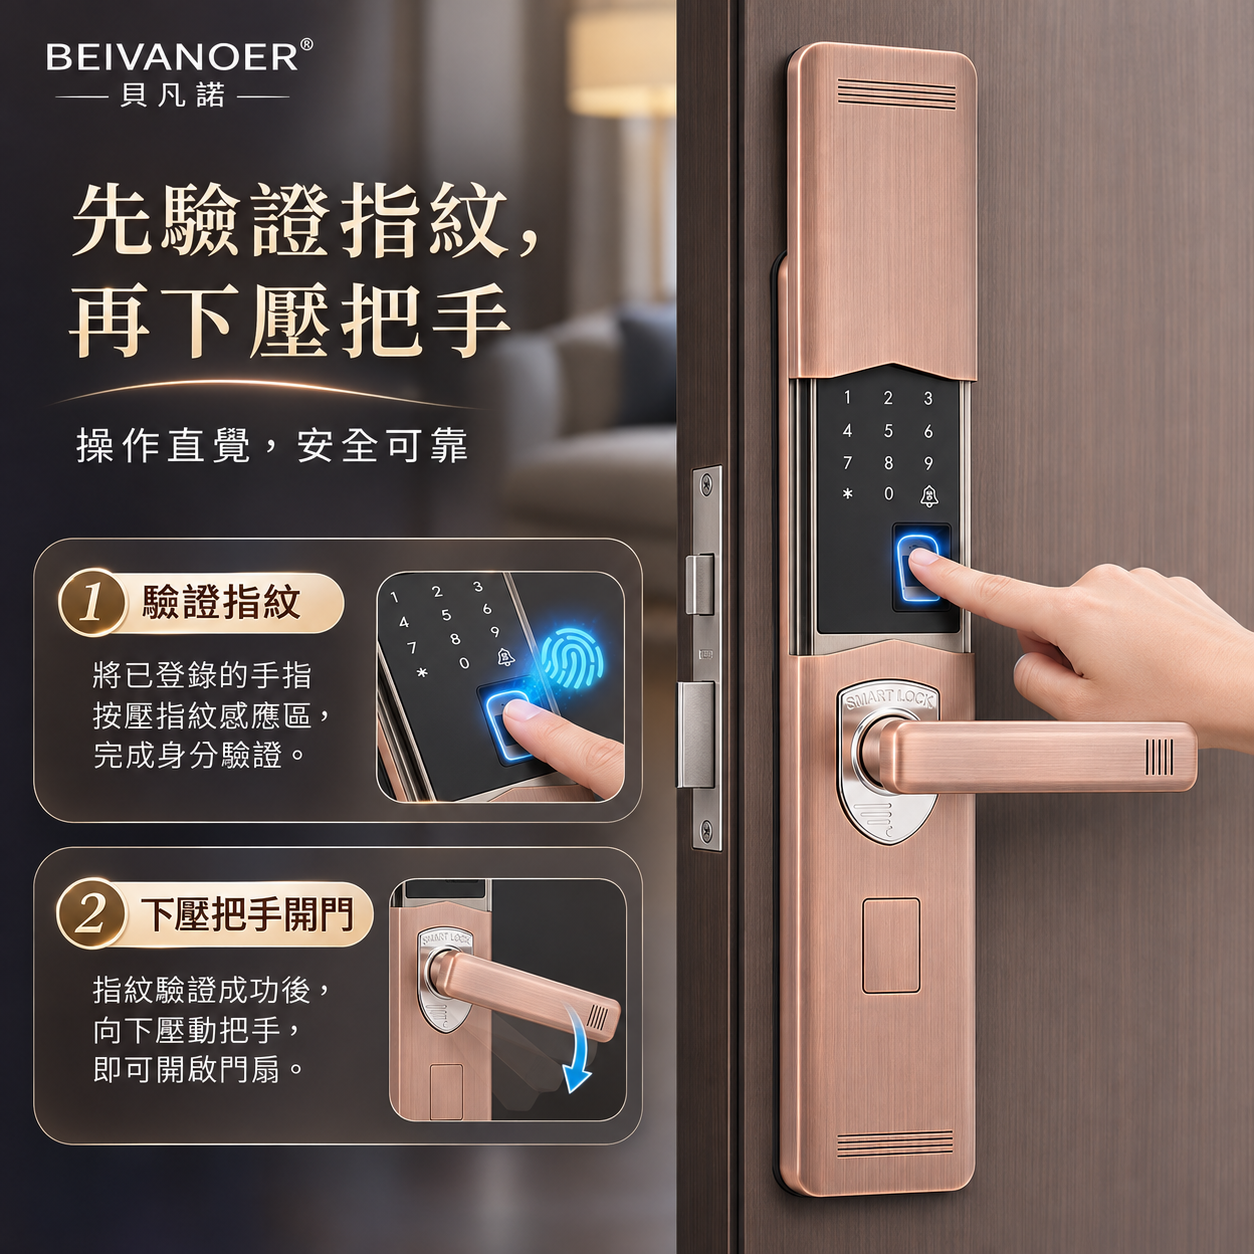 BEIVANOER®
貝凡諾
先驗證指紋,
再下壓把手
操作直覺，安全可靠
1 驗證指紋
將已登錄的手指
按壓指紋感應區，
完成身分驗證。
1 2 3
4 5 6
7 8 9
* 0
2 下壓把手開門
指紋驗證成功後，
向下壓動把手，
即可開啟門扇。
SMART LOCK
1 2 3
4 5 6
7 8 9
* 0
SMART LOCK